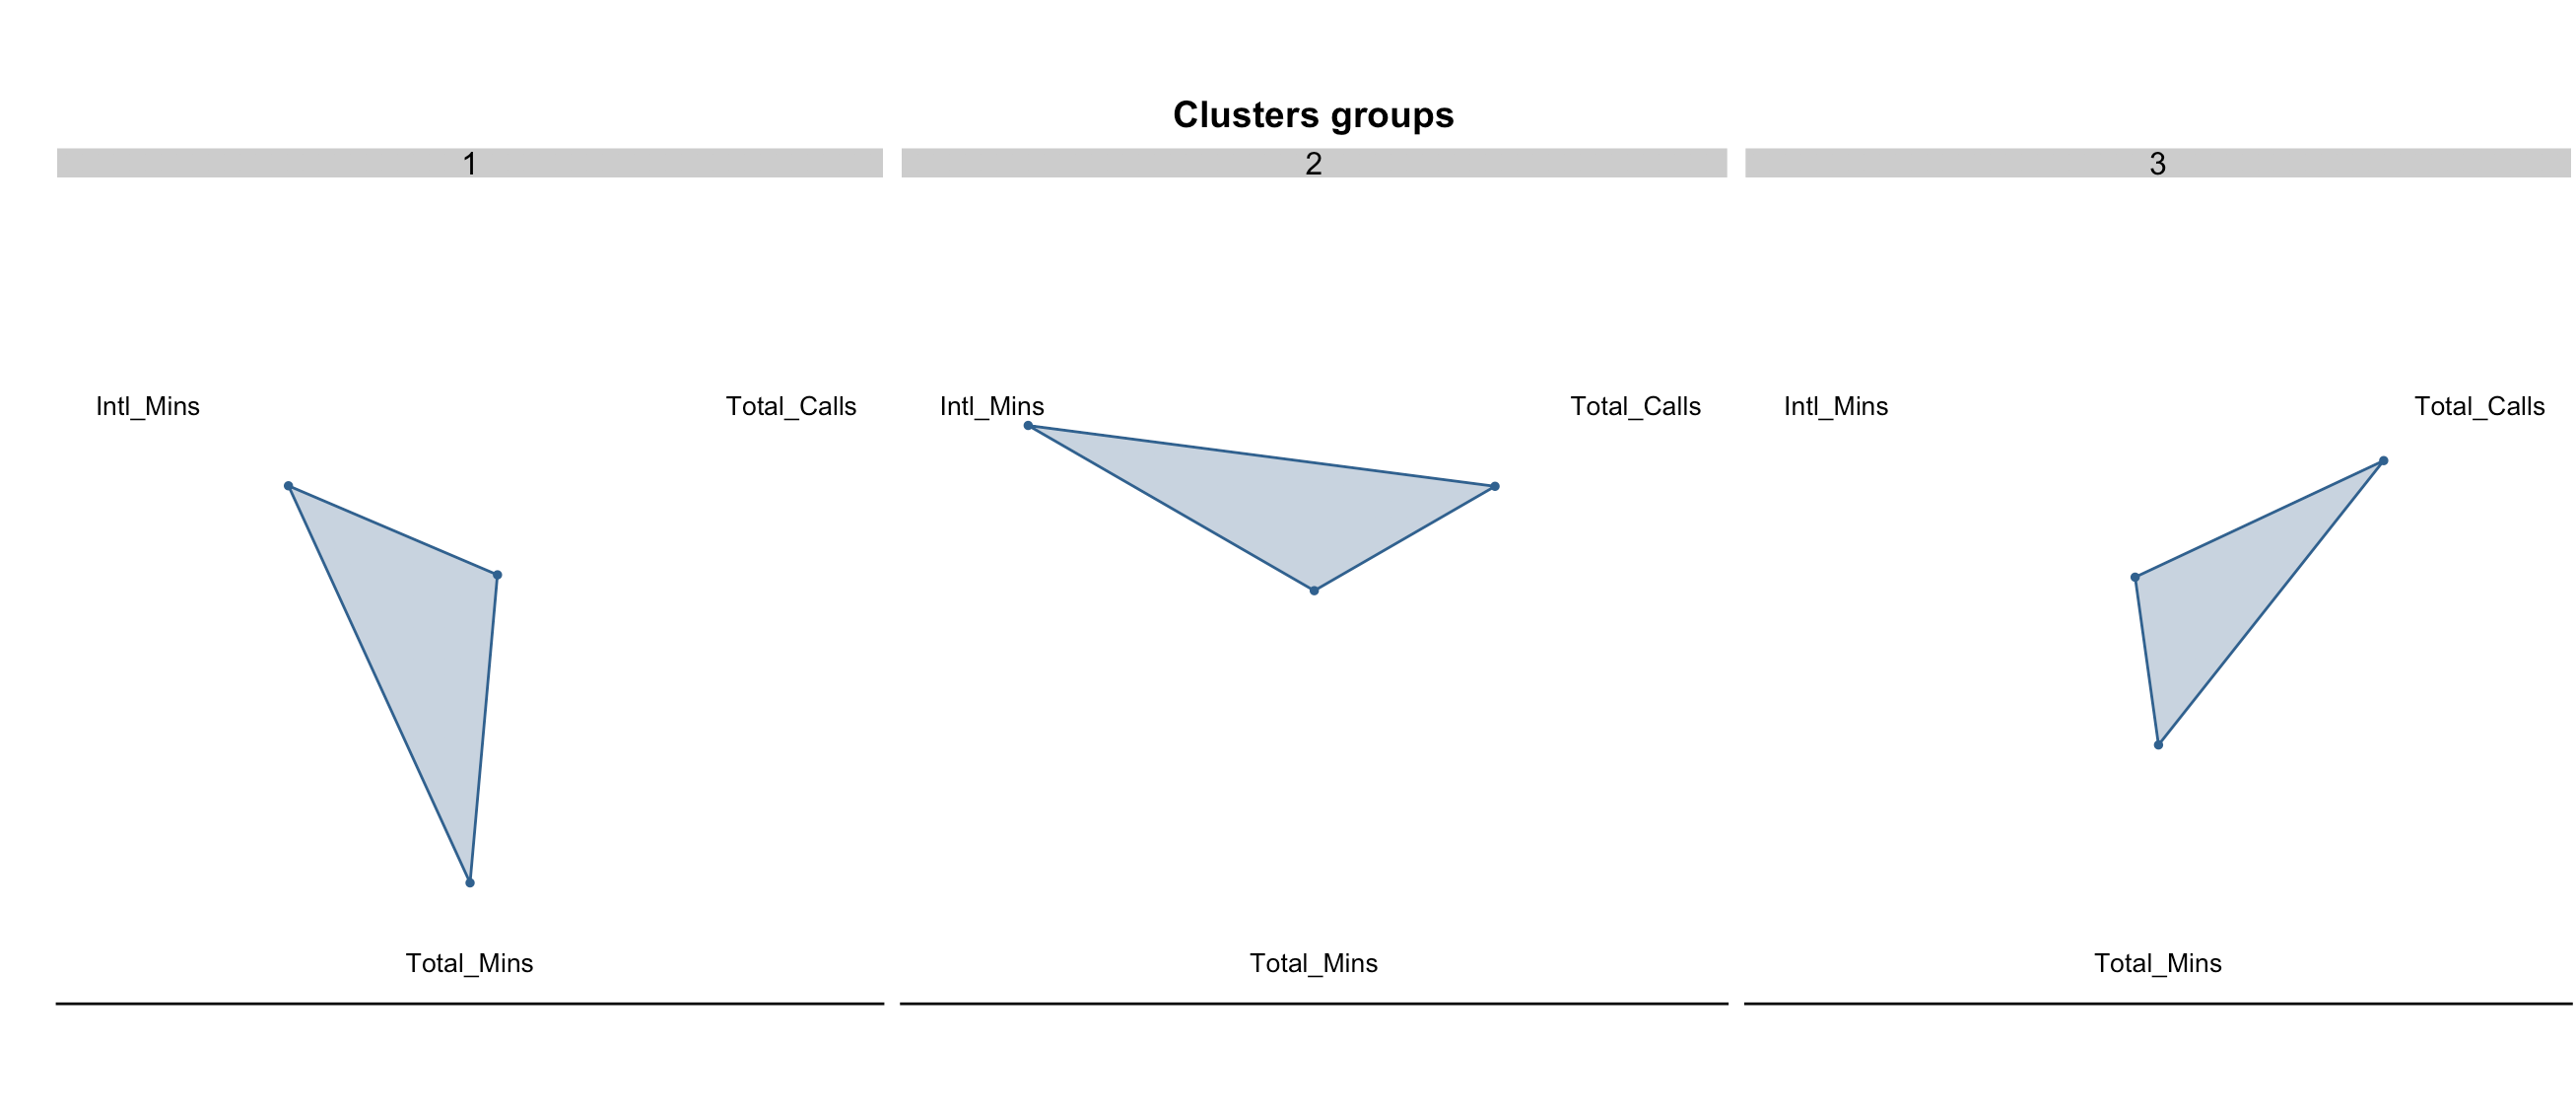 Clusters groups
1
2
3
Intl_Mins
Total_Calls
Intl_Mins
Total_Calls
Intl_Mins
Total_Calls
Total_Mins
Total_Mins
Total_Mins